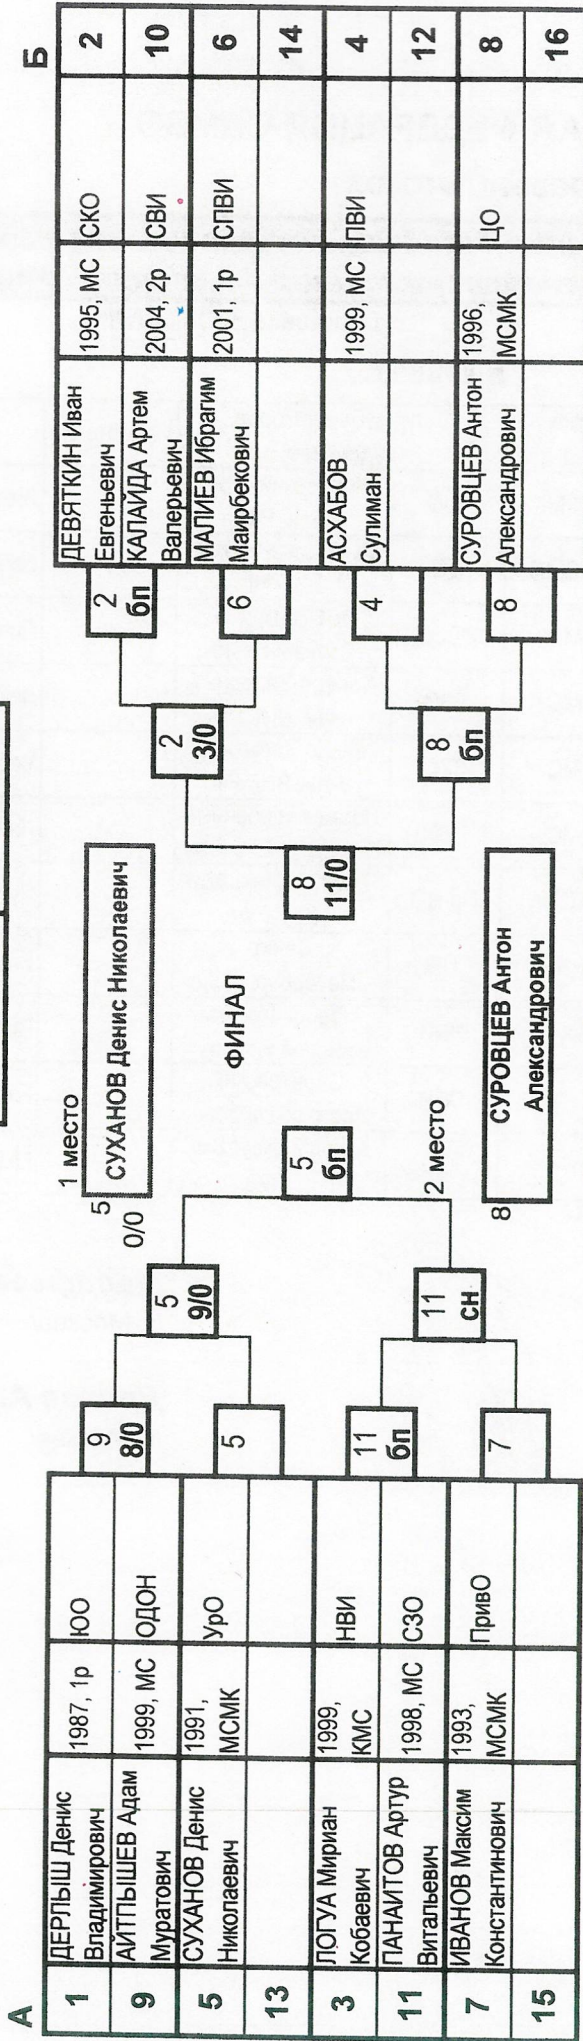 А
1 ДЕРЛЫШ Денис Владимирович 1987, 1р ЮО
9 АЙТПЫШЕВ Адам Муратович 1999, МС ОДОН
5 СУХАНОВ Денис Николаевич 1991, МСМК УрО
13
3 ЛОГУА Мириан Кобаевич 1999, КМС НВИ
11 ПАНАИТОВ Артур Витальевич 1998, МС СЗО
7 ИВАНОВ Максим Константинович 1993, МСМК ПривО
15
9
8/0
5
11
бп
7
5
9/0
11
сн
5
бп
1 место
5 СУХАНОВ Денис Николаевич
0/0
ФИНАЛ
2 место
8 СУРОВЦЕВ Антон
Александрович
8
11/0
2
3/0
8
бп
2
бп
6
4
8
Б
ДЕВЯТКИН Иван Евгеньевич 1995, МС СКО 2
КАЛАЙДА Артем Валерьевич 2004, 2р СВИ 10
МАЛИЕВ Ибрагим Маирбекович 2001, 1р СПВИ 6
14
АСХАБОВ Сулиман 1999, МС ПВИ 4
12
СУРОВЦЕВ Антон Александрович 1996, МСМК ЦО 8
16